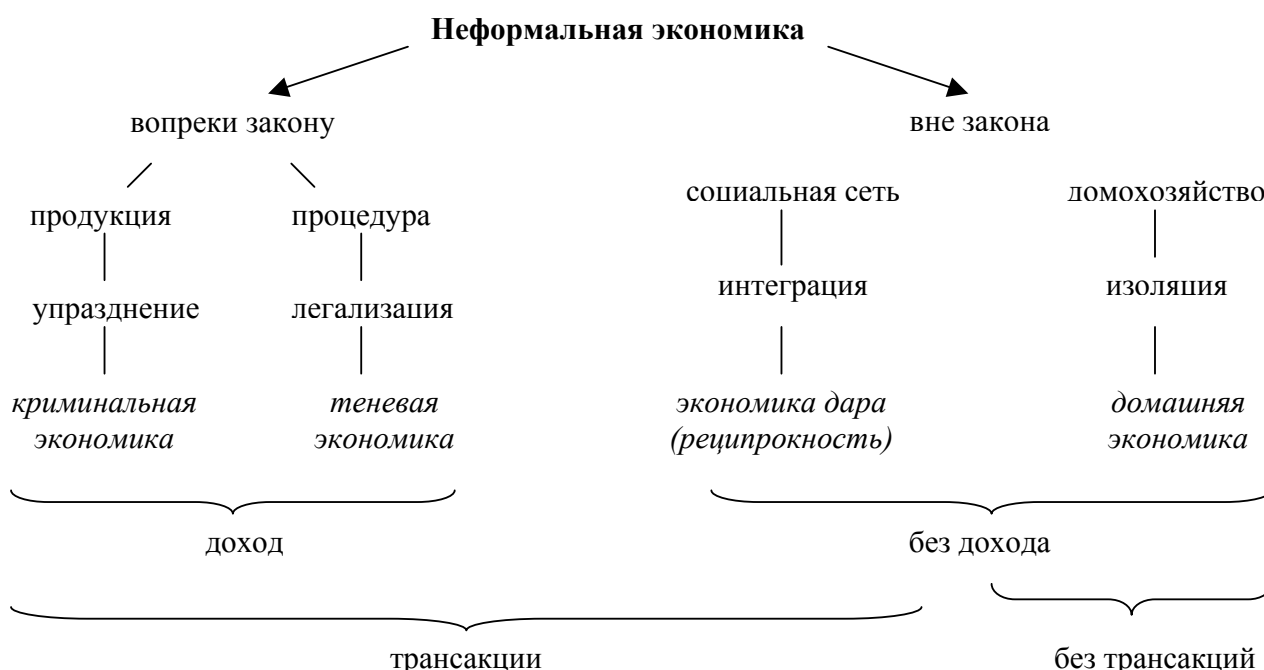 Неформальная экономика
вопреки закону
вне закона
продукция
процедура
социальная сеть
домохозяйство
упразднение
легализация
интеграция
изоляция
криминальная
экономика
теневая
экономика
экономика дара
(реципрокность)
домашняя
экономика
доход
без дохода
трансакции
без трансакций